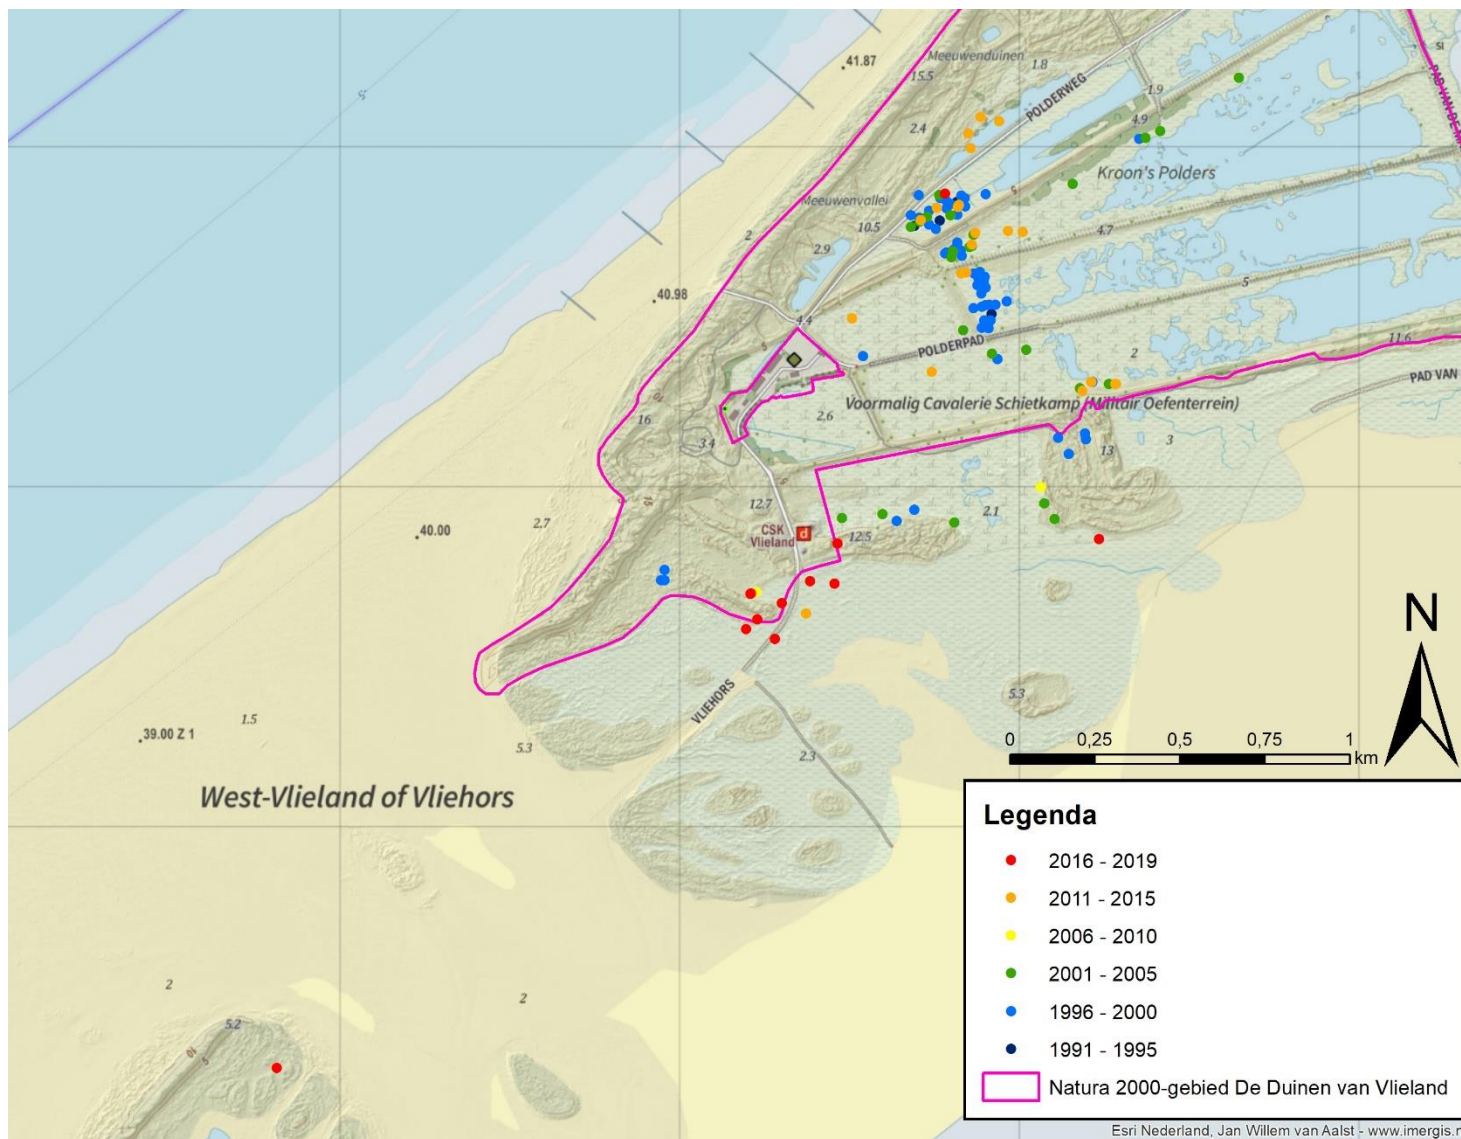 41.87
Meeuwenduinen
15.5
1.8
POLDERWEG
1.9
4.9
2.4
SI
s
Kroon's Polders
Meeuwenvallei
10.5
2
2.9
4.7
40.98
5
4.4
s
POLDERPAD
2
11.6
PAD VAN
10
16
2.6
Voormalig Cavalerie Schietkamp (Militair Oefenterrein)
3.4
13
3
15
12.7
2.1
2.7
40.00
CSK
Vlieland
d
12.5
N
VLIEHORS
5.3
39.00 Z 1
1.5
5.3
2.3
0 0,25 0,5 0,75 1
km
West-Vlieland of Vliehors
Legenda
2016 - 2019
2011 - 2015
2006 - 2010
2001 - 2005
1996 - 2000
1991 - 1995
Natura 2000-gebied De Duinen van Vlieland
2
2
5.2
10
5
Esri Nederland, Jan Willem van Aalst - www.imergis.n